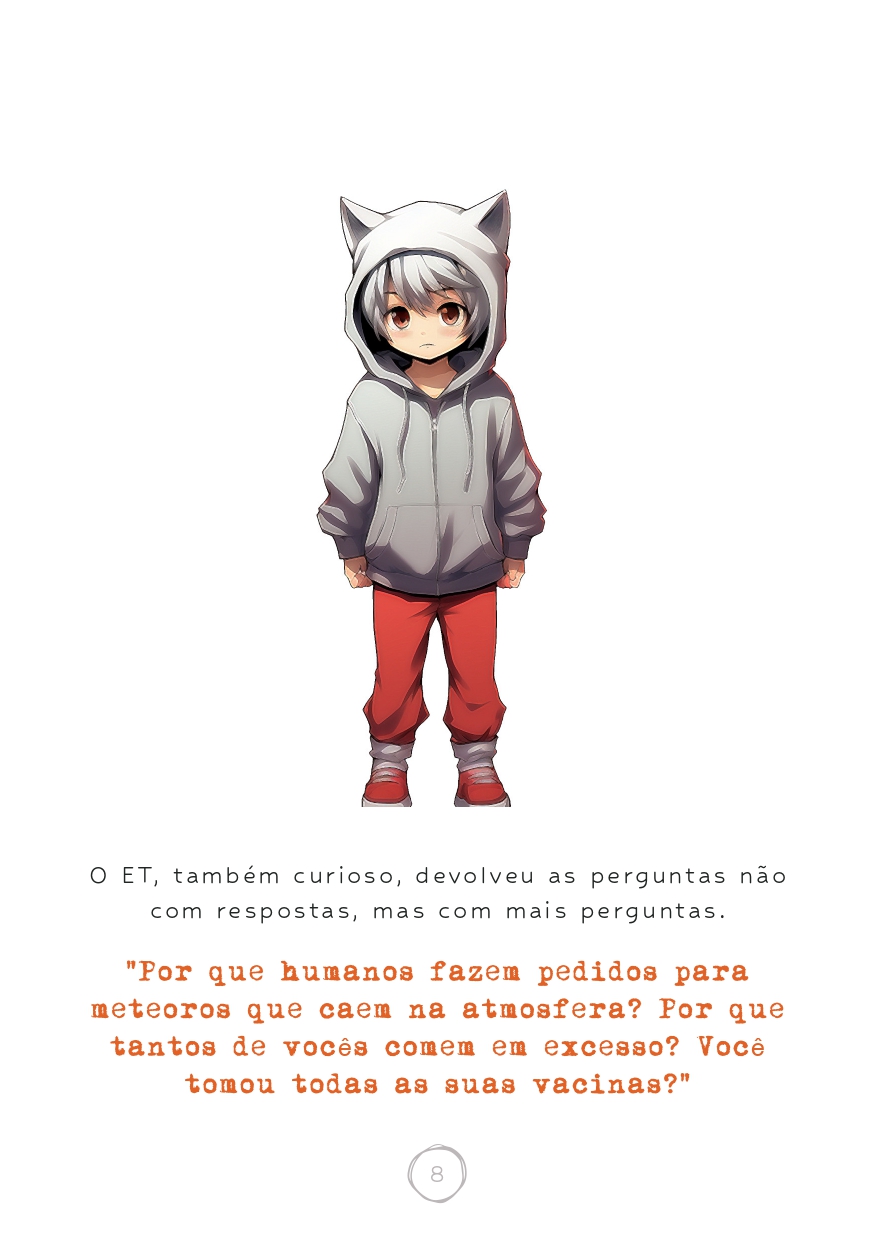 O ET, também curioso, devolveu as perguntas não
com respostas, mas com mais perguntas.
"Por que humanos fazem pedidos para
meteoros que caem na atmosfera? Por que
tantos de vocês comem em excesso? Você
tomou todas as suas vacinas?"
8